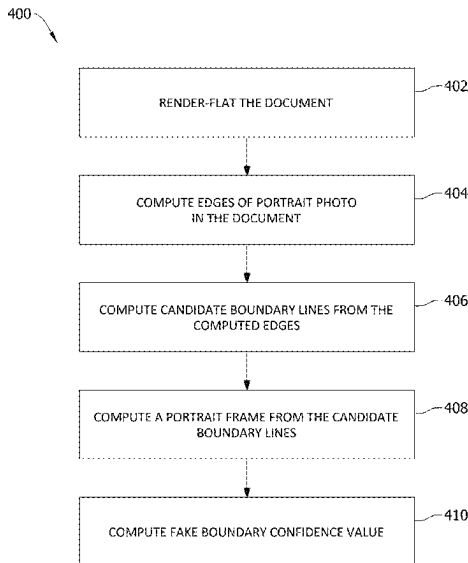 400
402
RENDER-FLAT THE DOCUMENT
404
COMPUTE EDGES OF PORTRAIT PHOTO
IN THE DOCUMENT
406
COMPUTE CANDIDATE BOUNDARY LINES FROM THE
COMPUTED EDGES
408
COMPUTE A PORTRAIT FRAME FROM THE CANDIDATE
BOUNDARY LINES
410
COMPUTE FAKE BOUNDARY CONFIDENCE VALUE